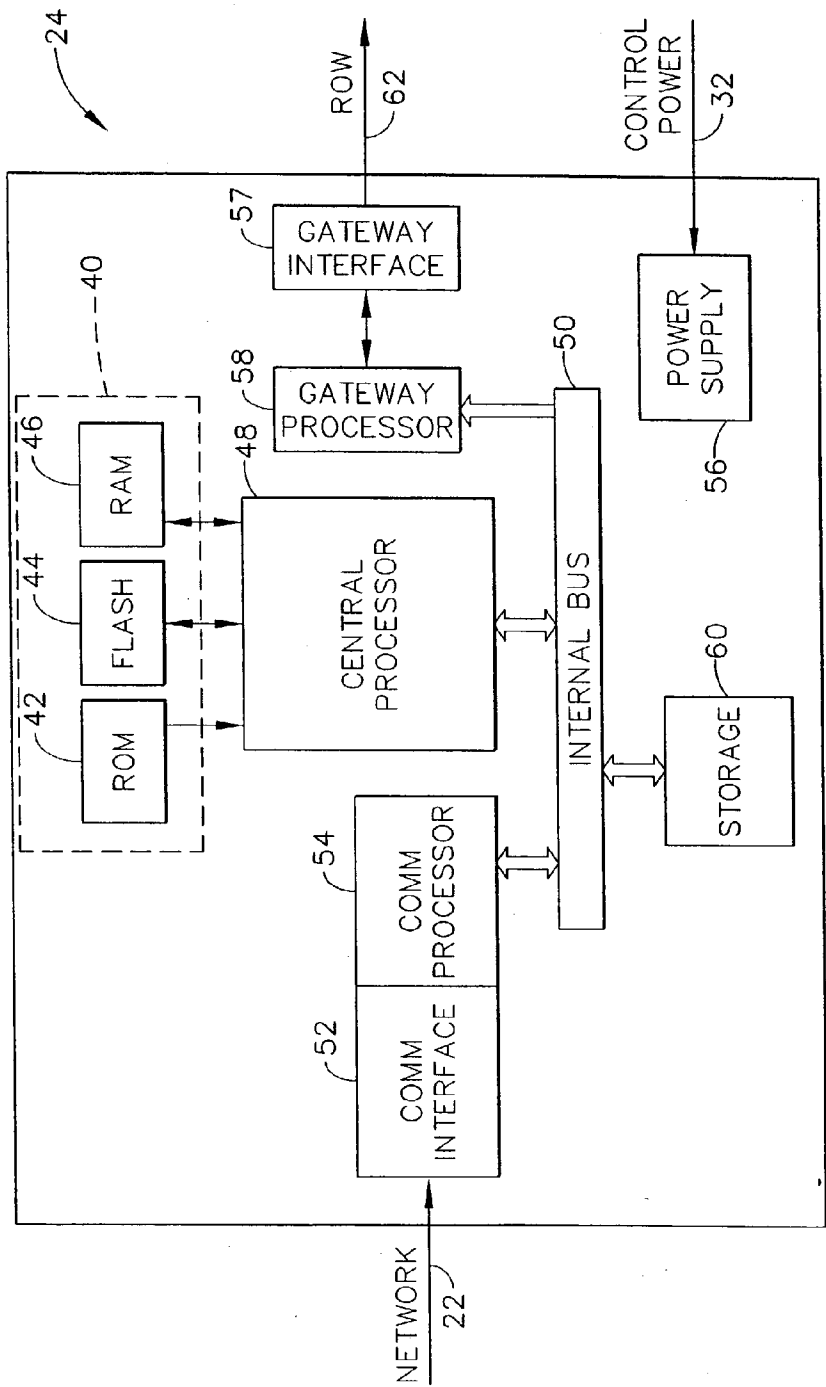 24
40
42
44
46
ROM
FLASH
RAM
48
CENTRAL
PROCESSOR
58
GATEWAY
PROCESSOR
57
GATEWAY
INTERFACE
ROW
62
NETWORK
22
52
COMM
INTERFACE
54
COMM
PROCESSOR
50
INTERNAL BUS
60
STORAGE
56
POWER
SUPPLY
CONTROL
POWER
32